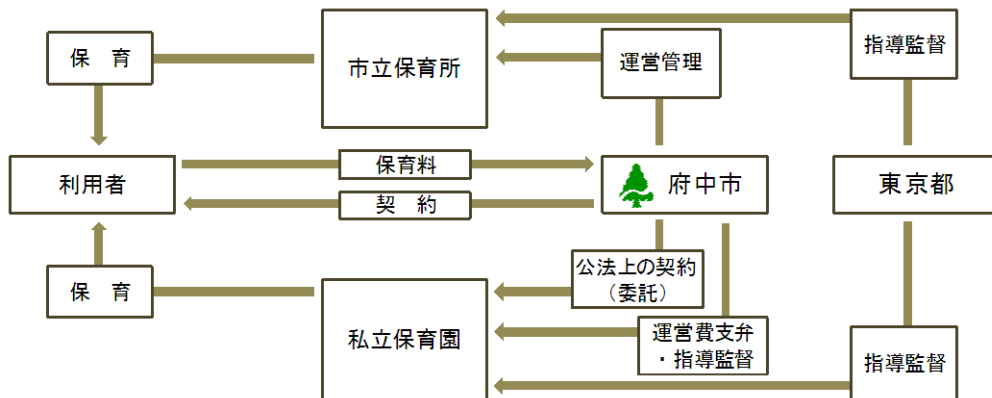 指導監督
保　育
市立保育所
運営管理
保育料
利用者
府中市
東京都
契　約
公法上の契約
（委託）
保　育
私立保育園
運営費支弁
・指導監督
指導監督